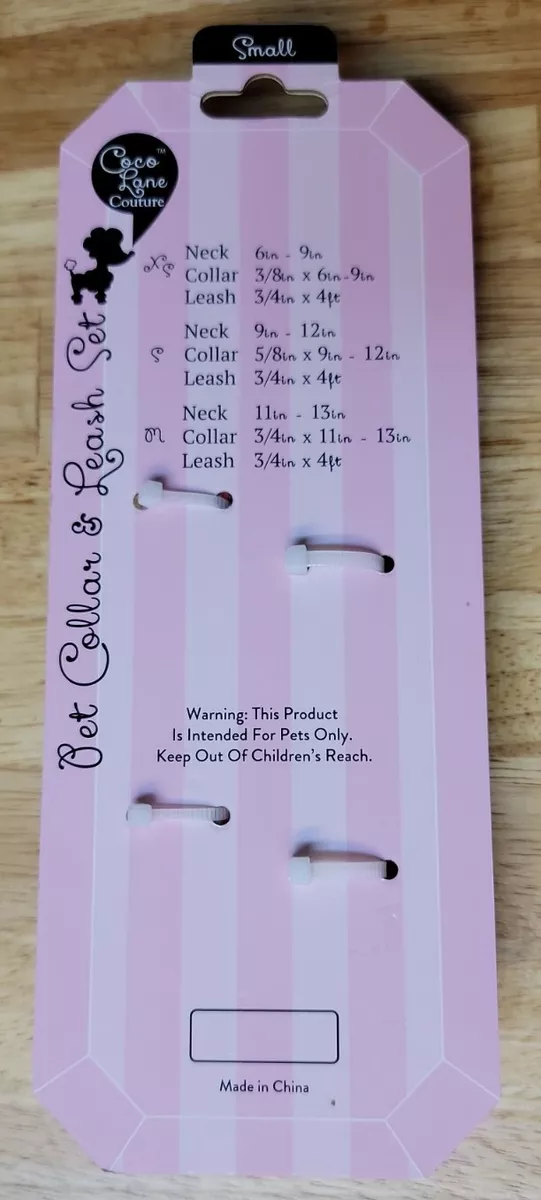 Small
Coco™
Lane
Couture
Pet Collar & Leash Set
XS
Neck 6in - 9in
Collar 3/8in x 6in-9in
Leash 3/4in x 4ft
S
Neck 9in - 12in
Collar 5/8in x 9in - 12in
Leash 3/4in x 4ft
M
Neck 11in - 13in
Collar 3/4in x 11in - 13in
Leash 3/4in x 4ft
Warning: This Product
Is Intended For Pets Only.
Keep Out Of Children's Reach.
Made in China